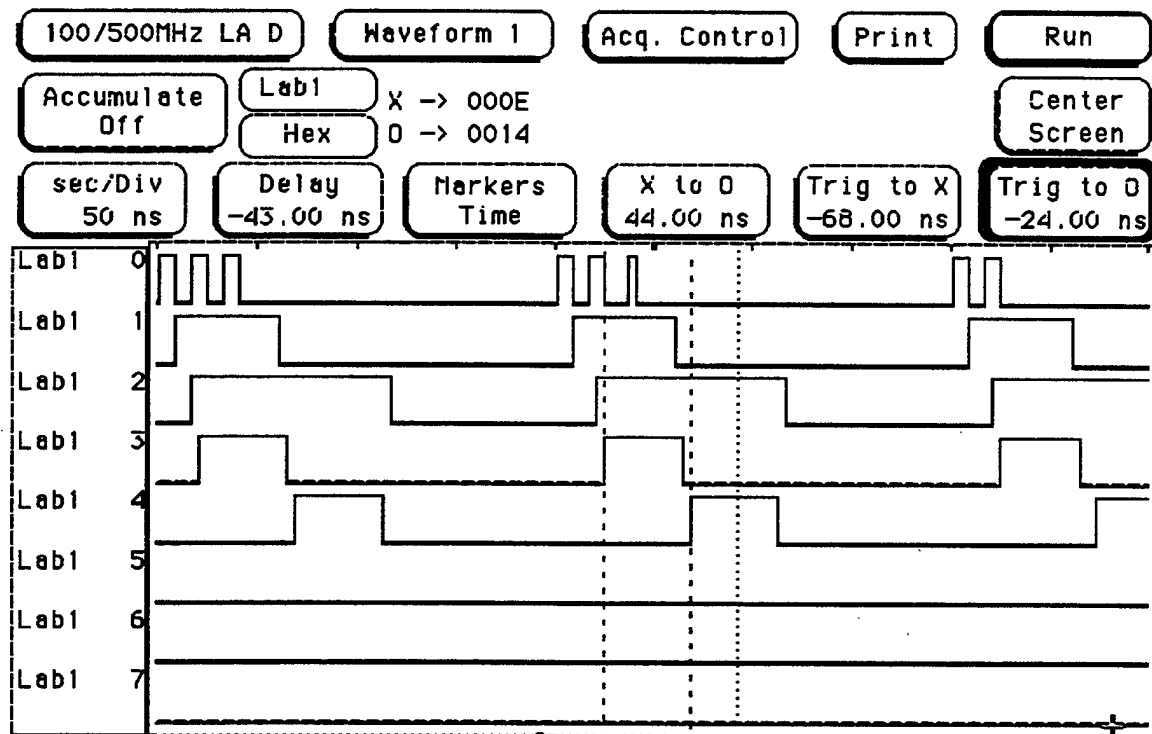 100/500MHz LA D Waveform 1 Acq. Control Print Run
Accumulate
Off
Lab1 X -> 000E
Hex O -> 0014
Center
Screen
sec/Div Delay Markers X to O Trig to X Trig to O
50 ns -43.00 ns Time 44.00 ns -68.00 ns -24.00 ns
Lab1 0
Lab1 1
Lab1 2
Lab1 3
Lab1 4
Lab1 5
Lab1 6
Lab1 7